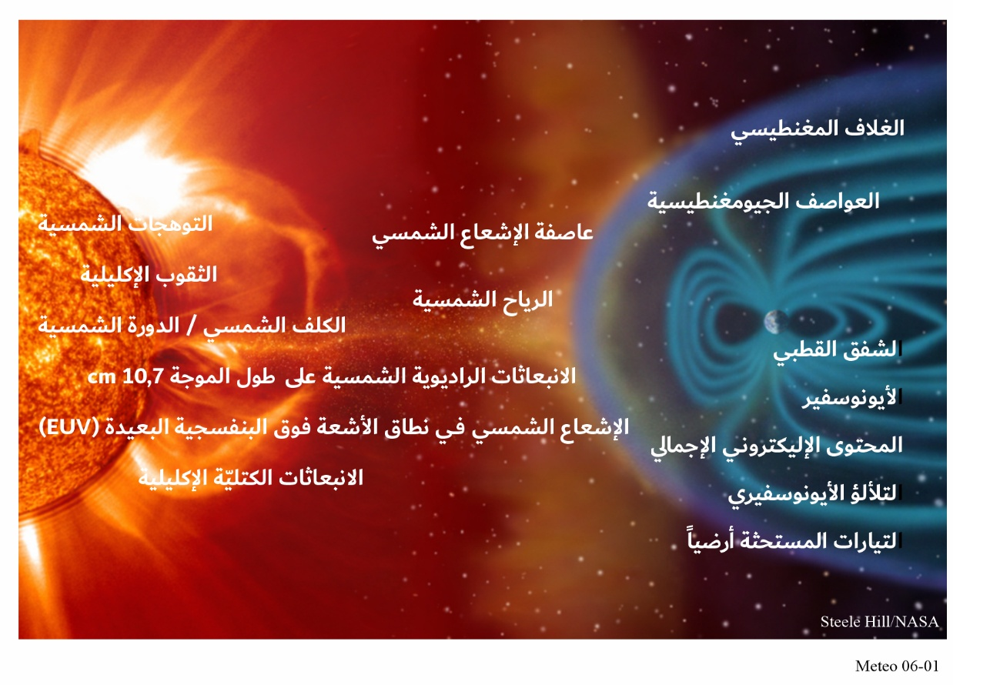 الغلاف المغنطيسي
العواصف الجيومغنطيسية
الشفق القطبي
الأيونوسفير
المحتوى الإليكتروني الإجمالي
التلألؤ الأيونوسفيري
التيارات المستحثة أرضياً
عاصفة الإشعاع الشمسي
الرياح الشمسية
التوهجات الشمسية
الثقوب الإكليلية
الكلف الشمسي / الدورة الشمسية
الانبعاثات الراديوية الشمسية على طول الموجة 10,7 cm
الإشعاع الشمسي في نطاق الأشعة فوق البنفسجية البعيدة (EUV)
الانبعاثات الكتليّة الإكليلية
Steele Hill/NASA
Meteo 06-01